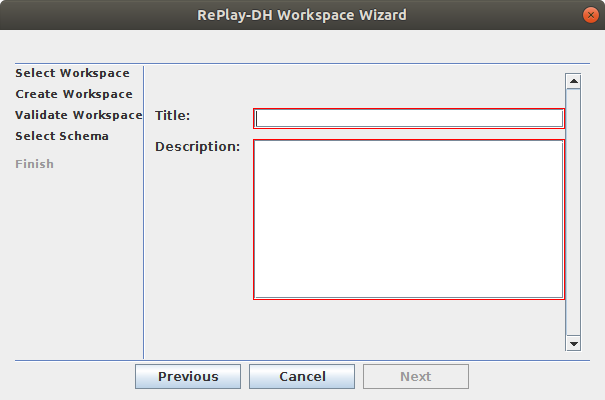 RePlay-DH Workspace Wizard
Select Workspace
Create Workspace
Validate Workspace
Select Schema
Finish
Title:
Description:
Previous
Cancel
Next